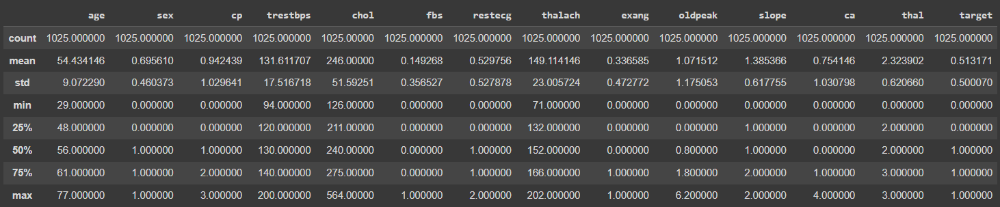 age sex cp trestbps chol fbs restecg thalach exang oldpeak slope ca thal target
count 1025.000000 1025.000000 1025.000000 1025.000000 1025.00000 1025.000000 1025.000000 1025.000000 1025.000000 1025.000000 1025.000000 1025.000000 1025.000000 1025.000000
mean 54.434146 0.695610 0.942439 131.611707 246.00000 0.149268 0.529756 149.114146 0.336585 1.071512 1.385366 0.754146 2.323902 0.513171
std 9.072290 0.460373 1.029641 17.516718 51.59251 0.356527 0.527878 23.005724 0.472772 1.175053 0.617755 1.030798 0.620660 0.500070
min 29.000000 0.000000 0.000000 94.000000 126.00000 0.000000 0.000000 71.000000 0.000000 0.000000 0.000000 0.000000 0.000000 0.000000
25% 48.000000 0.000000 0.000000 120.000000 211.00000 0.000000 0.000000 132.000000 0.000000 0.000000 1.000000 0.000000 2.000000 0.000000
50% 56.000000 1.000000 1.000000 130.000000 240.00000 0.000000 1.000000 152.000000 0.000000 0.800000 1.000000 0.000000 2.000000 1.000000
75% 61.000000 1.000000 2.000000 140.000000 275.00000 0.000000 1.000000 166.000000 1.000000 1.800000 2.000000 1.000000 3.000000 1.000000
max 77.000000 1.000000 3.000000 200.000000 564.00000 1.000000 2.000000 202.000000 1.000000 6.200000 2.000000 4.000000 3.000000 1.000000